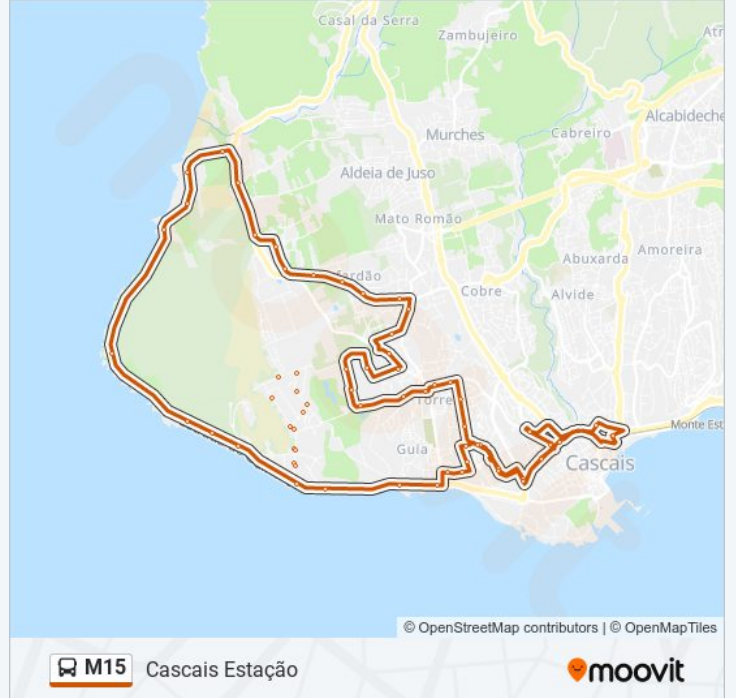 Casal da Serra
Zambujeiro
Atr
Alcabideche
Murches
Cabreiro
Aldeia de Juso
Mato Romão
Amoreira
Abuxarda
fardão
Cobre
Alvide
Torre
Monte Est
Guia
Cascais
© OpenStreetMap contributors | © OpenMapTiles
M15 Cascais Estação
moovit